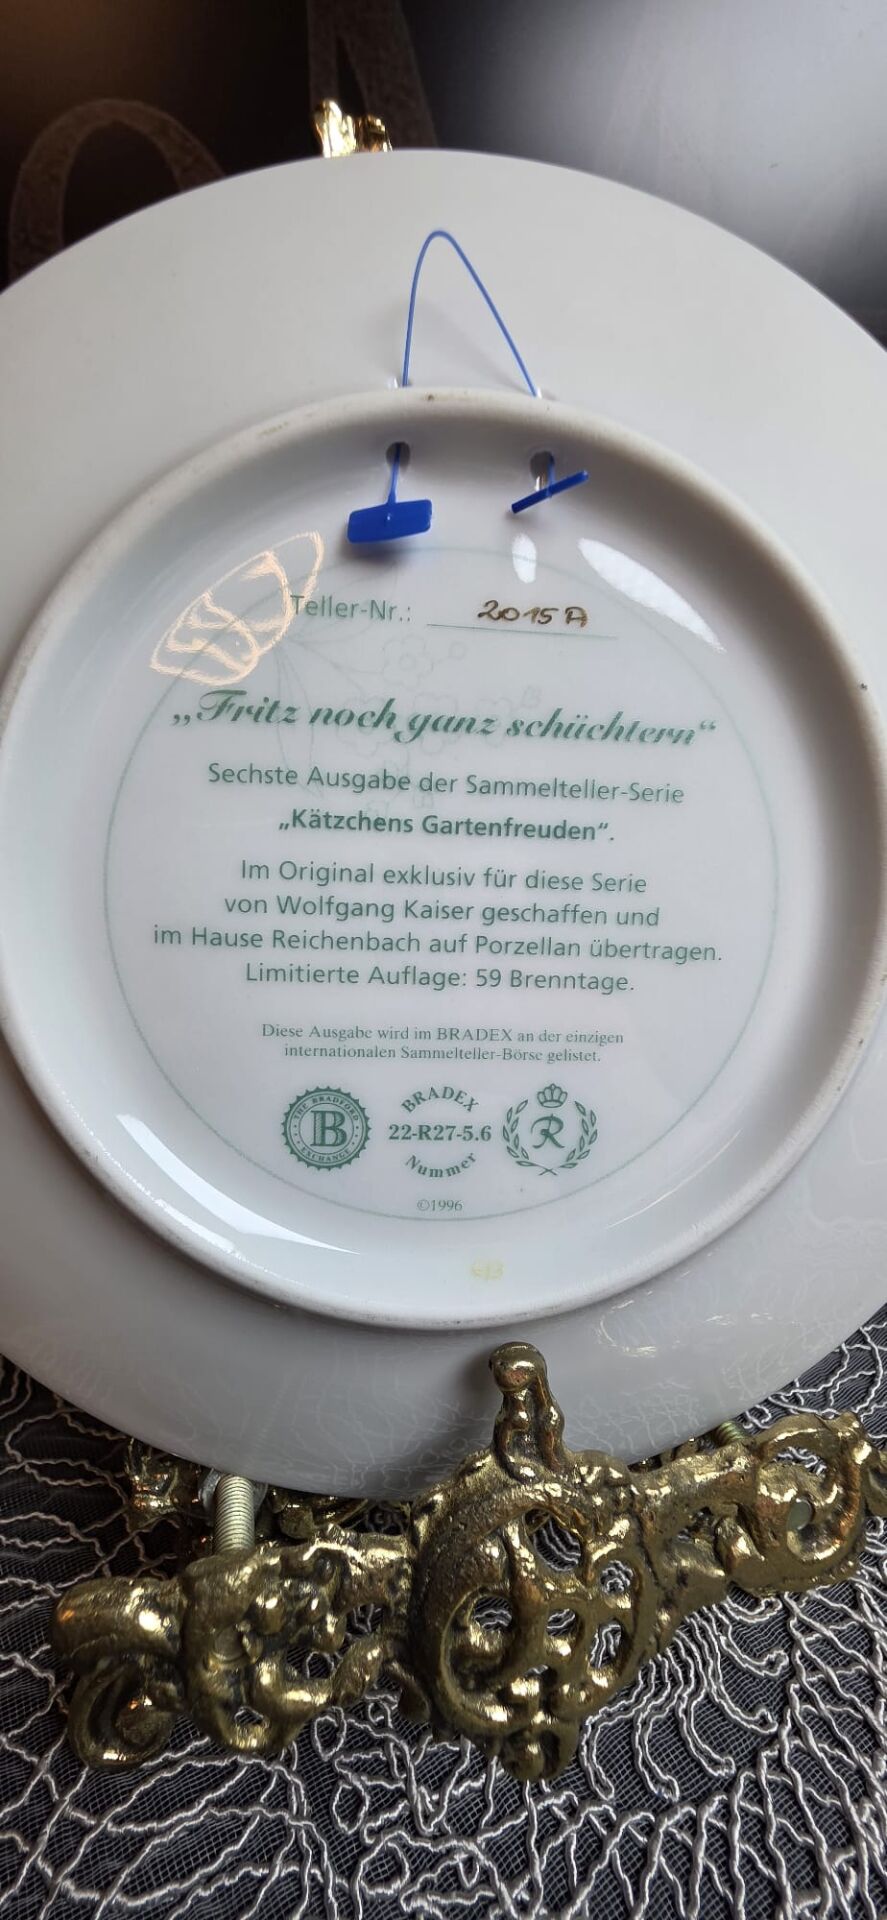 Teller-Nr.: 2015 A
„Fritz noch ganz schüchtern“
Sechste Ausgabe der Sammelteller-Serie
„Kätzchens Gartenfreuden“.
Im Original exklusiv für diese Serie
von Wolfgang Kaiser geschaffen und
im Hause Reichenbach auf Porzellan übertragen.
Limitierte Auflage: 59 Brenntage.
Diese Ausgabe wird im BRADEX an der einzigen
internationalen Sammelteller-Börse gelistet.
THE BRADFORD EXCHANGE
B
BRADEX
22-R27-5.6
Nummer
R
©1996